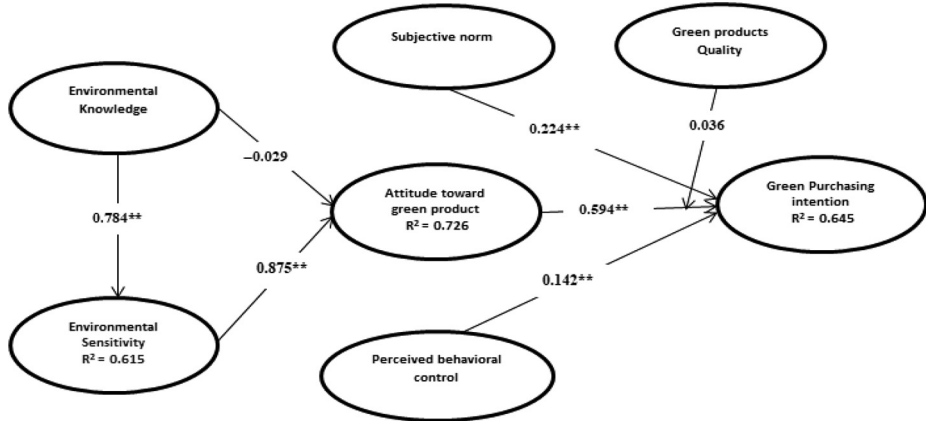 Subjective norm
Green products
Quality
Environmental
Knowledge
0.224**
0.036
–0.029
Attitude toward
green product
R² = 0.726
0.594**
Green Purchasing
intention
R² = 0.645
0.784**
0.875**
0.142**
Environmental
Sensitivity
R² = 0.615
Perceived behavioral
control